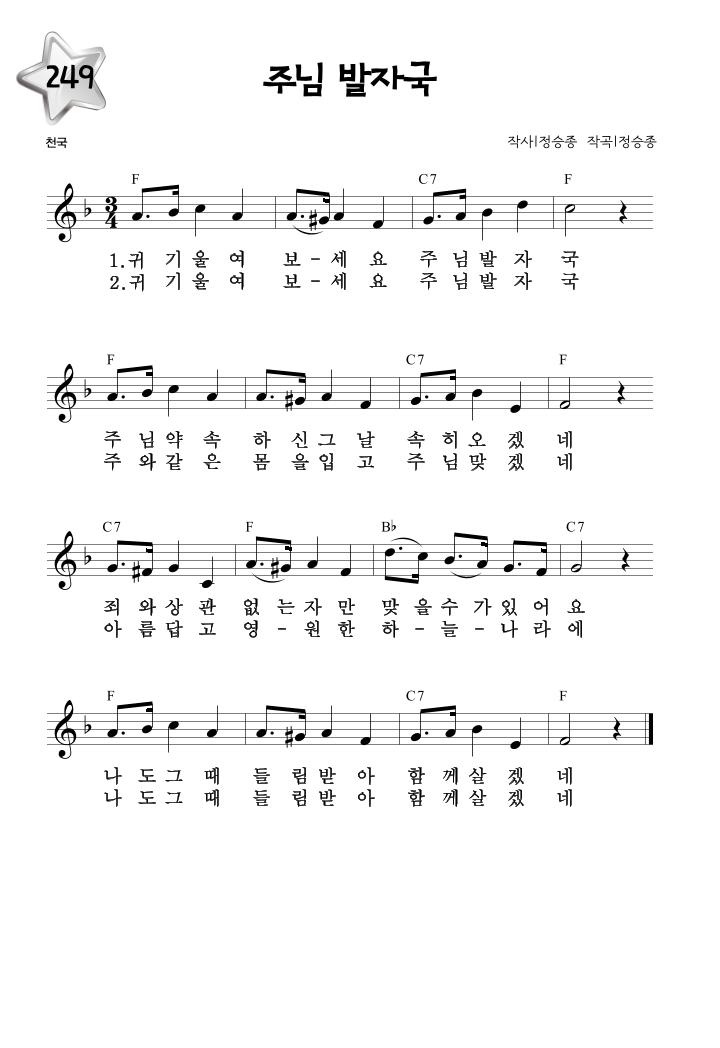 249
주님 발자국
천국
작사|정승종 작곡|정승종
F C7 F
3/4
1.귀 기 울 여 보 - 세 요 주 님 발 자 국
2.귀 기 울 여 보 - 세 요 주 님 발 자 국
F C7 F
주 님 약 속 하 신 그 날 속 히 오 겠 네
주 와 같 은 몸 을 입 고 주 님 맞 겠 네
C7 F B♭ C7
죄 와 상 관 없 는 자 만 맞 을 수 가 있 어 요
아 름 답 고 영 - 원 한 하 - 늘 - 나 라 에
F C7 F
나 도 그 때 들 림 받 아 함 께 살 겠 네
나 도 그 때 들 림 받 아 함 께 살 겠 네